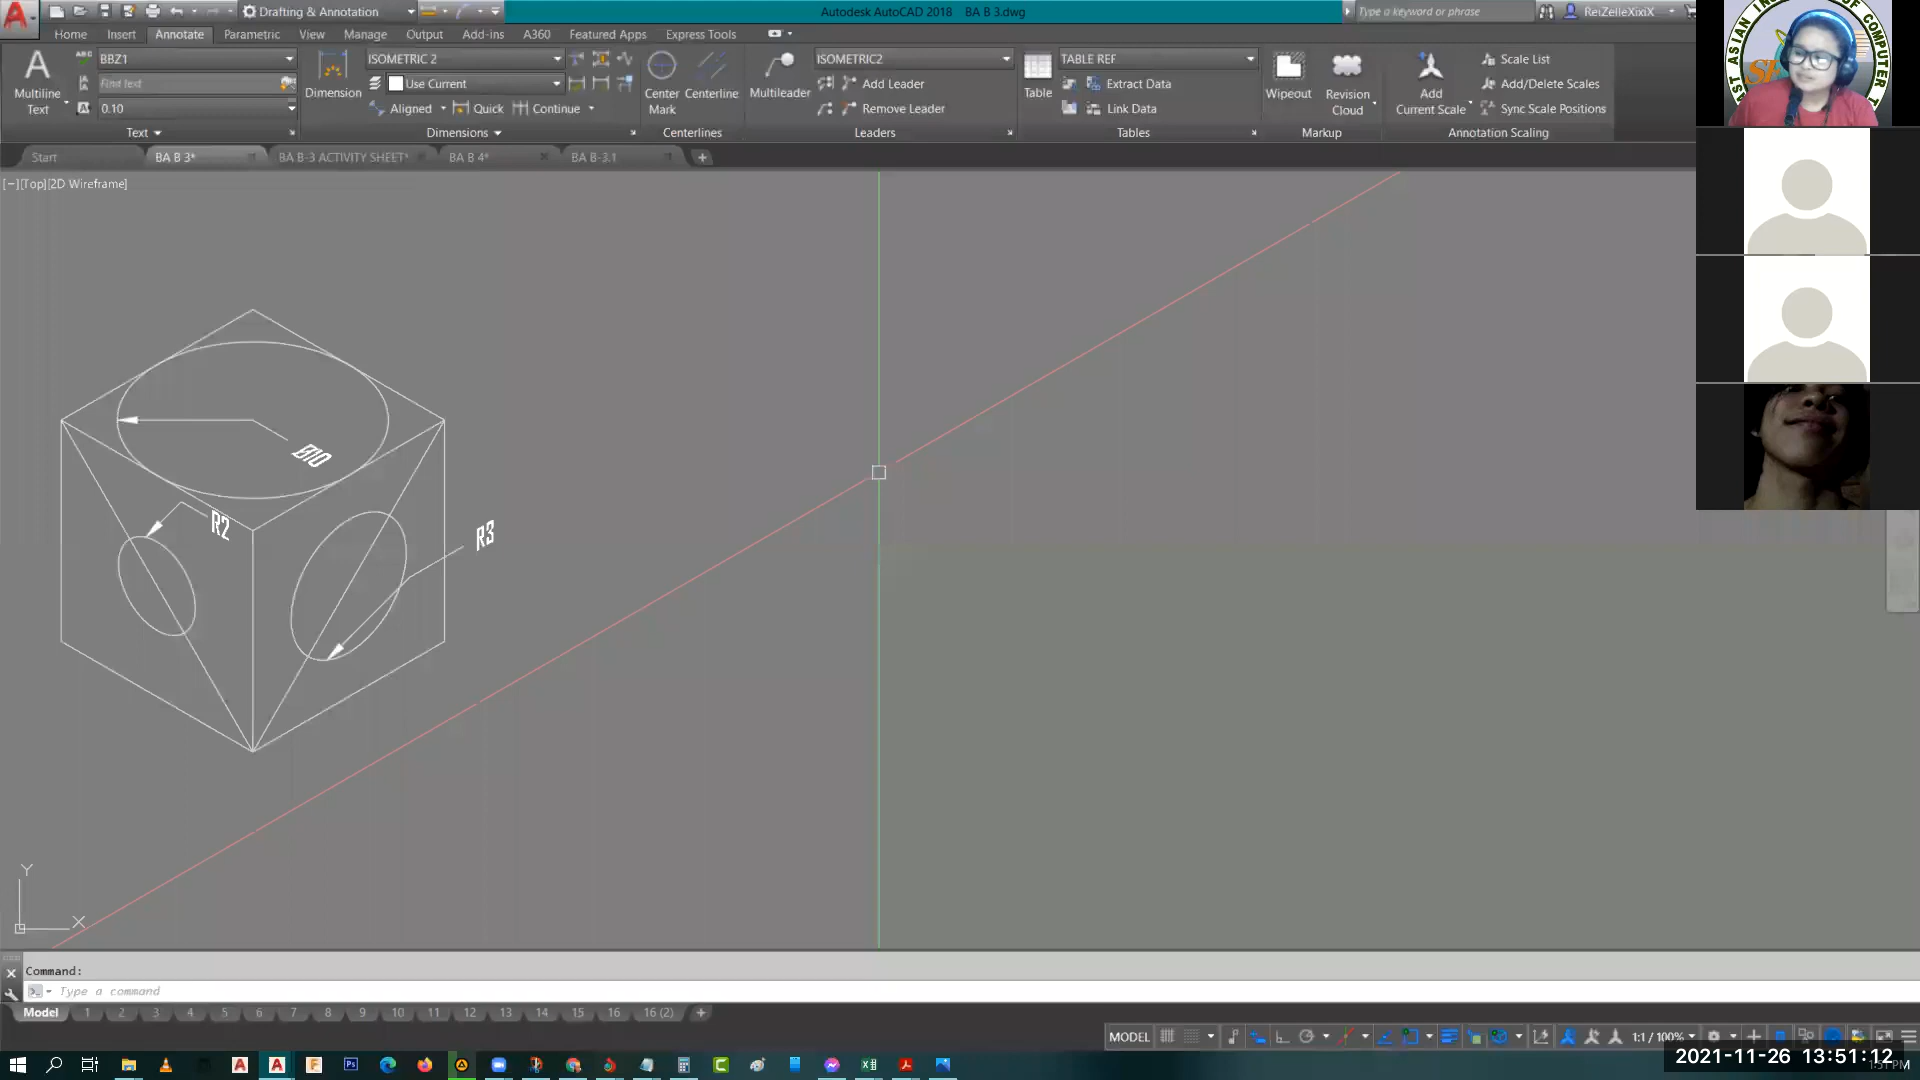 Drafting & Annotation
Autodesk AutoCAD 2018 BA B 3.dwg
Type a keyword or phrase
ReiZelleXixiX
Home Insert Annotate Parametric View Manage Output Add-ins A360 Featured Apps Express Tools
BBZ1
ISOMETRIC 2
ISOMETRIC2
TABLE REF
Scale List
Find text
Use Current
Add Leader
Extract Data
Add/Delete Scales
Multiline Text
Dimension
Center Mark
Centerline
Multileader
Table
Wipeout
Revision Cloud
Add Current Scale
0.10
Aligned
Quick
Continue
Remove Leader
Link Data
Sync Scale Positions
Text
Dimensions
Centerlines
Leaders
Tables
Markup
Annotation Scaling
Start
BA B 3*
BA B-3 ACTIVITY SHEET*
BA B 4*
BA B-3.1
[−][Top][2D Wireframe]
Ø10
R2
R3
Y
X
Command:
Type a command
Model 1 2 3 4 5 6 7 8 9 10 11 12 13 14 15 16 16 (2)
MODEL
1:1 / 100%
2021-11-26 13:51:12